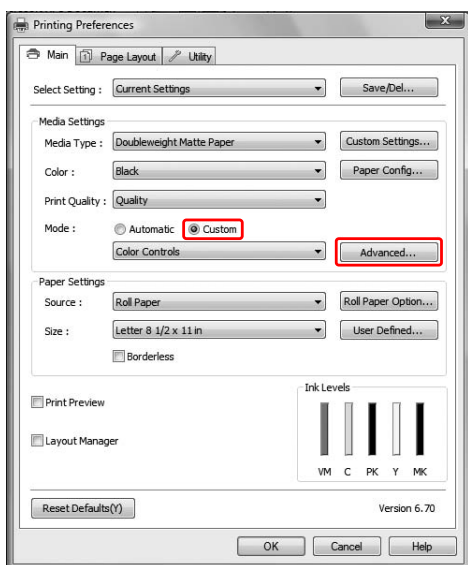 Printing Preferences
Main Page Layout Utility
Select Setting : Current Settings Save/Del...
Media Settings
Media Type : Doubleweight Matte Paper Custom Settings...
Color : Black Paper Config...
Print Quality : Quality
Mode : Automatic Custom
Color Controls Advanced...
Paper Settings
Source : Roll Paper Roll Paper Option...
Size : Letter 8 1/2 x 11 in User Defined...
Borderless
Print Preview
Layout Manager
Ink Levels
VM C PK Y MK
Reset Defaults(Y) Version 6.70
OK Cancel Help